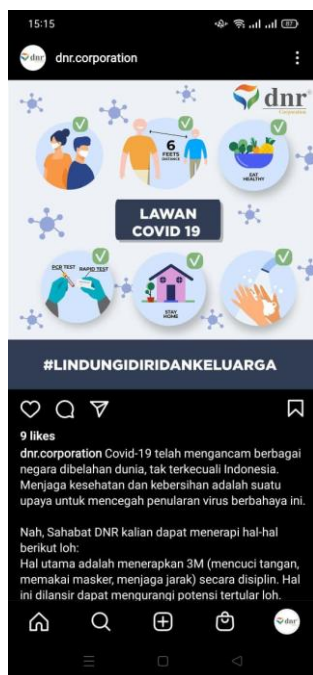 15:15
87
dnr
dnr.corporation
dnr
Corporation
6
FEETS
DISTANCE
EAT
HEALTHY
LAWAN
COVID 19
PCR TEST RAPID TEST
STAY
HOME
#LINDUNGIDIRIDANKELUARGA
9 likes
dnr.corporation Covid-19 telah mengancam berbagai
negara dibelahan dunia, tak terkecuali Indonesia.
Menjaga kesehatan dan kebersihan adalah suatu
upaya untuk mencegah penularan virus berbahaya ini.
Nah, Sahabat DNR kalian dapat menerapi hal-hal
berikut loh:
Hal utama adalah menerapkan 3M (mencuci tangan,
memakai masker, menjaga jarak) secara disiplin. Hal
ini dilansir dapat mengurangi potensi tertular loh.
dnr